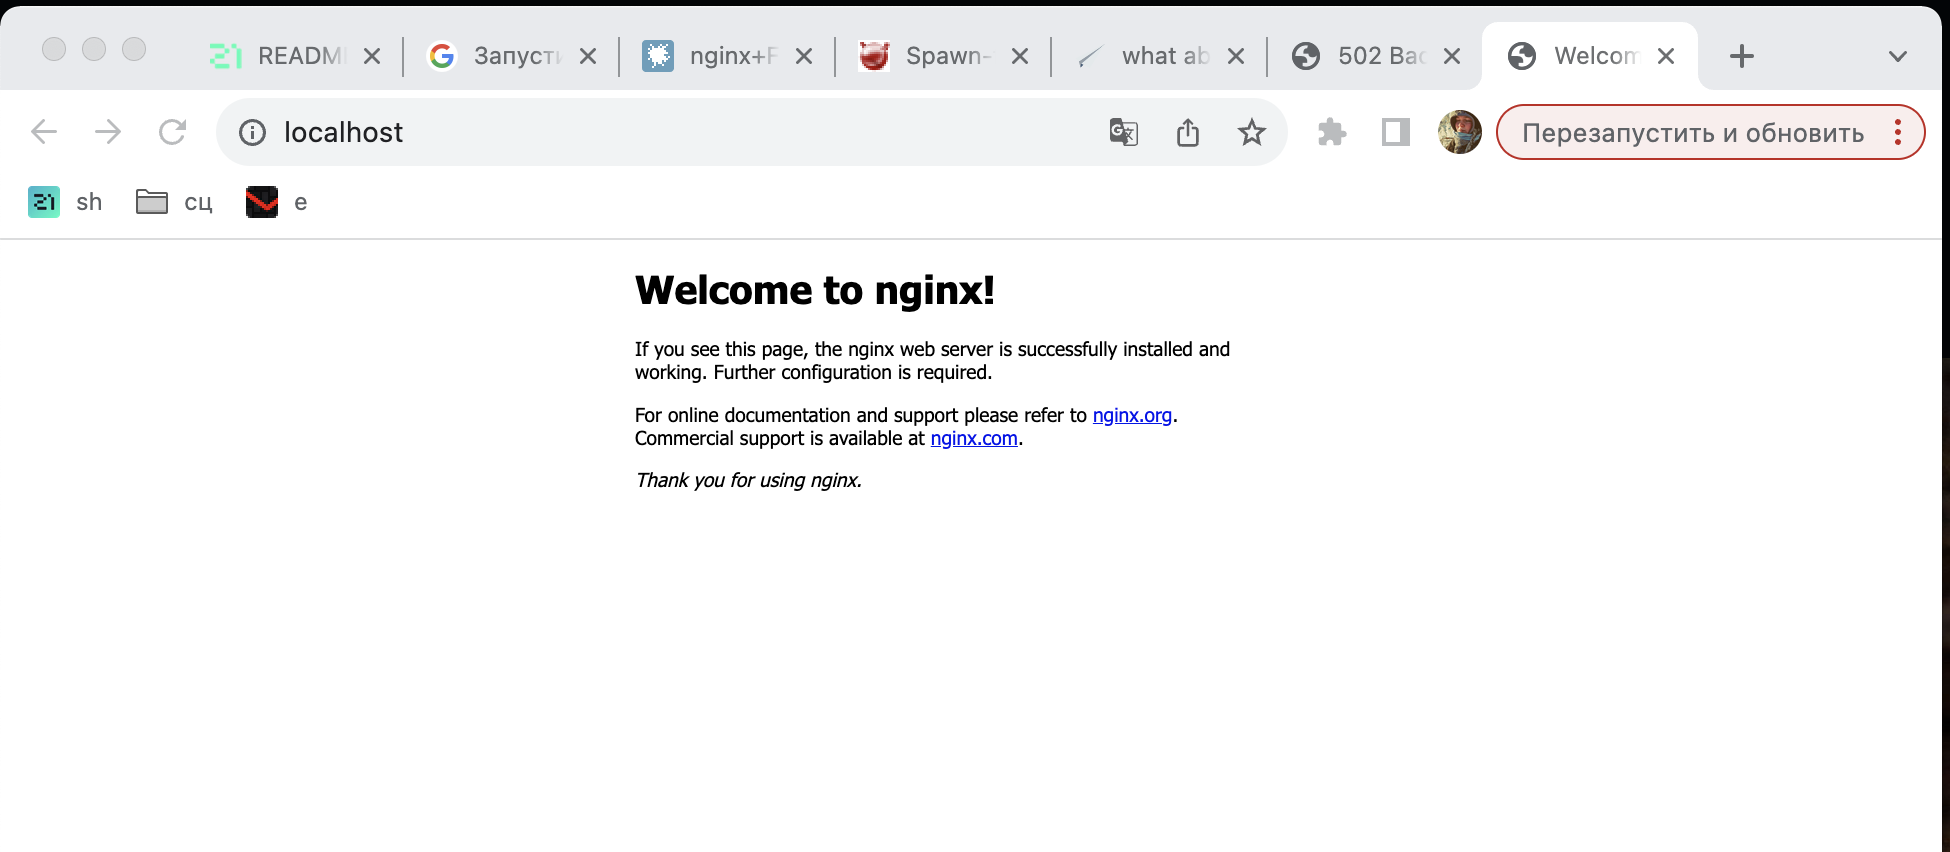 READM
Запусти
nginx+F
Spawn-
what ab
502 Bac
Welcom
localhost
Перезапустить и обновить
sh
сц
e
Welcome to nginx!
If you see this page, the nginx web server is successfully installed and
working. Further configuration is required.
For online documentation and support please refer to nginx.org.
Commercial support is available at nginx.com.
Thank you for using nginx.